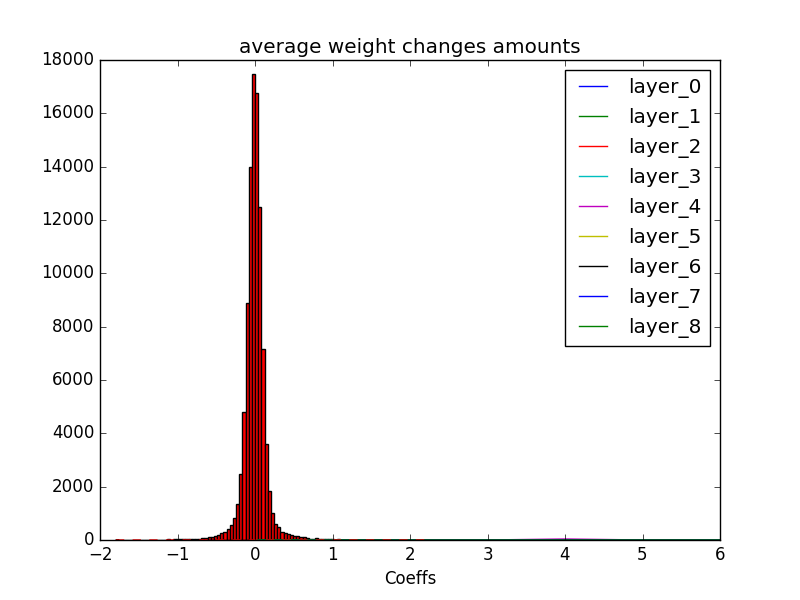 average weight changes amounts
18000
16000
14000
12000
10000
8000
6000
4000
2000
0
−2 −1 0 1 2 3 4 5 6
Coeffs
layer_0
layer_1
layer_2
layer_3
layer_4
layer_5
layer_6
layer_7
layer_8